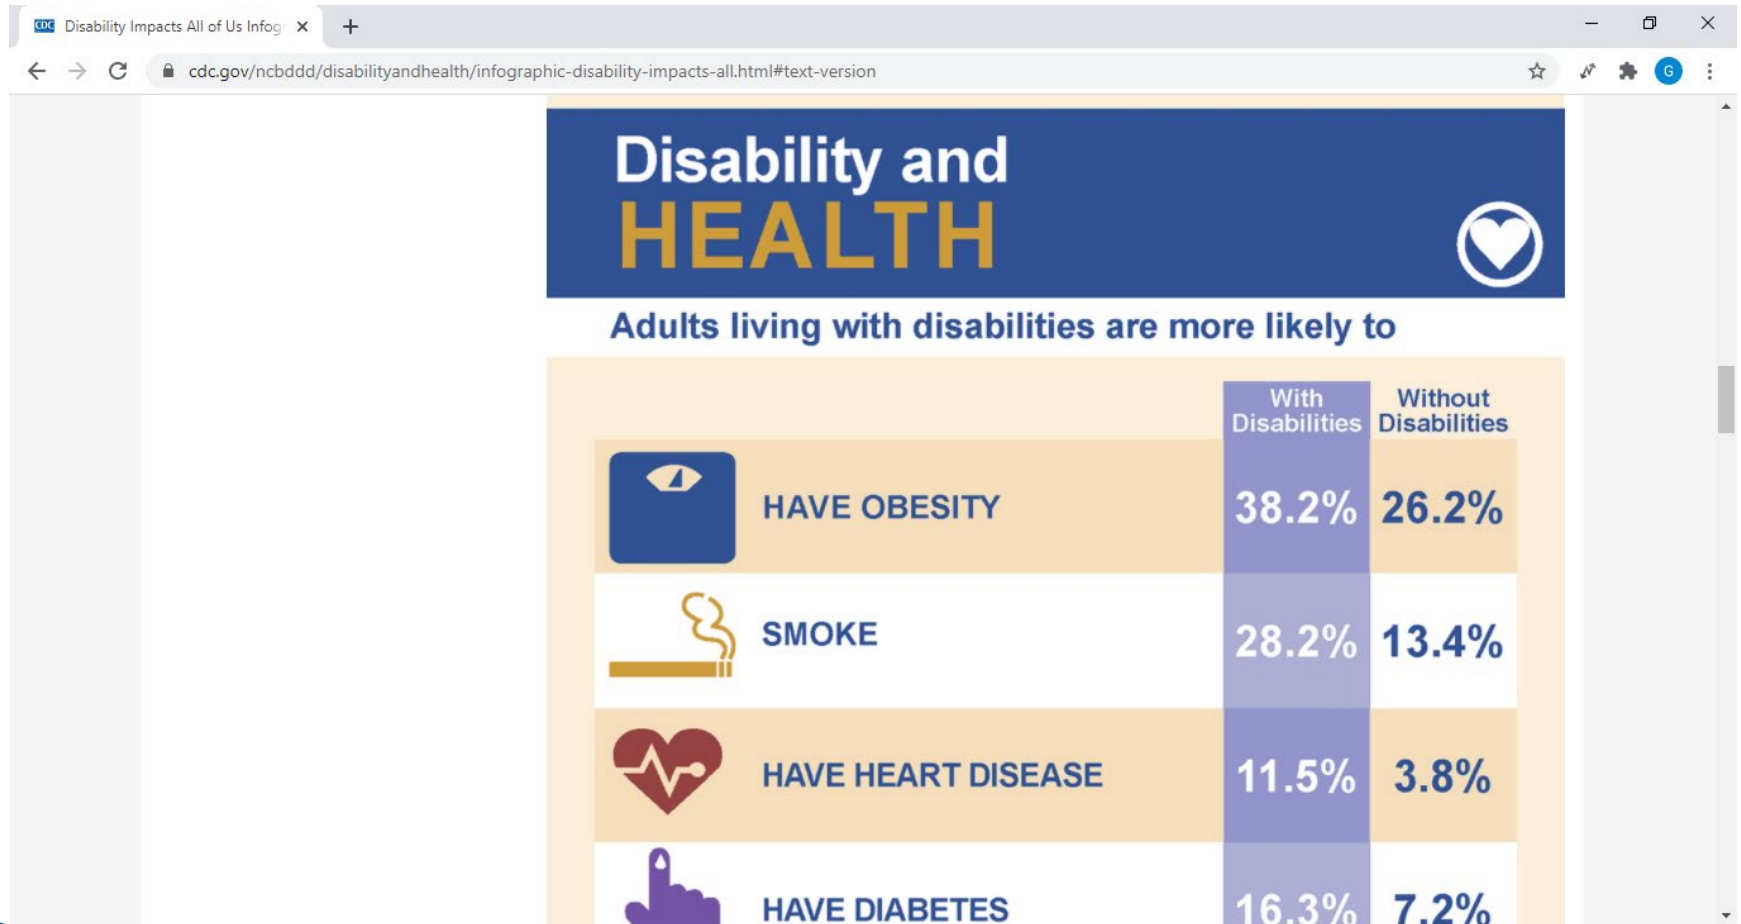 CDC Disability Impacts All of Us Infog
cdc.gov/ncbddd/disabilityandhealth/infographic-disability-impacts-all.html#text-version
G
Disability and
HEALTH
Adults living with disabilities are more likely to
With Without
Disabilities Disabilities
HAVE OBESITY 38.2% 26.2%
SMOKE 28.2% 13.4%
HAVE HEART DISEASE 11.5% 3.8%
HAVE DIABETES 16.3% 7.2%